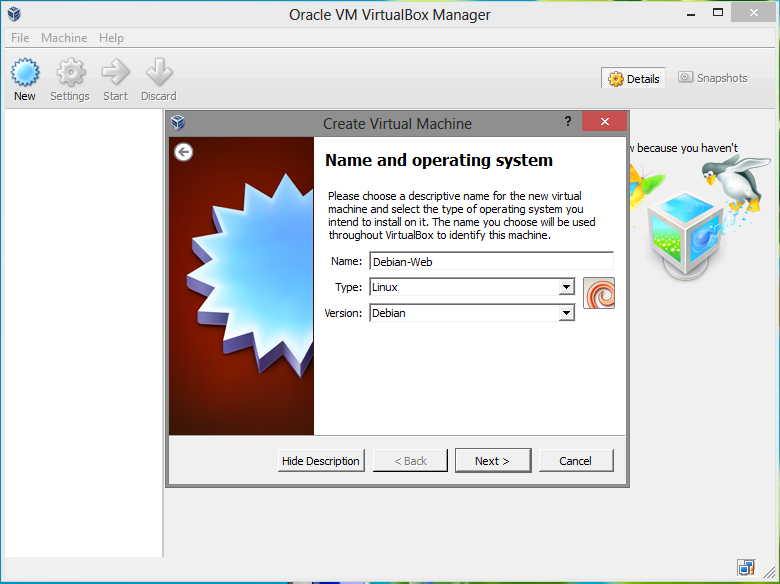 Oracle VM VirtualBox Manager
File Machine Help
New Settings Start Discard
Details Snapshots
because you haven't
Create Virtual Machine ?
Name and operating system
Please choose a descriptive name for the new virtual
machine and select the type of operating system you
intend to install on it. The name you choose will be used
throughout VirtualBox to identify this machine.
Name: Debian-Web
Type: Linux
Version: Debian
Hide Description < Back Next > Cancel